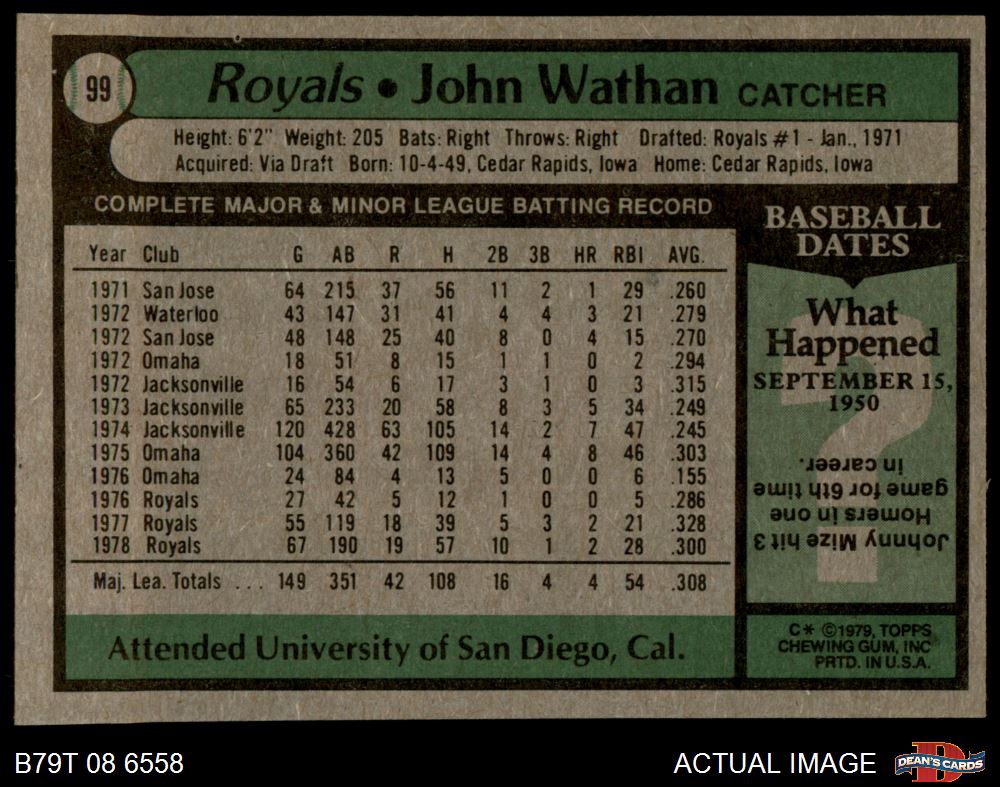 99
Royals • John Wathan CATCHER
Height: 6'2" Weight: 205 Bats: Right Throws: Right Drafted: Royals #1 - Jan., 1971
Acquired: Via Draft Born: 10-4-49, Cedar Rapids, Iowa Home: Cedar Rapids, Iowa
COMPLETE MAJOR & MINOR LEAGUE BATTING RECORD
Year Club G AB R H 2B 3B HR RBI AVG.
1971 San Jose 64 215 37 56 11 2 1 29 .260
1972 Waterloo 43 147 31 41 4 4 3 21 .279
1972 San Jose 48 148 25 40 8 0 4 15 .270
1972 Omaha 18 51 8 15 1 1 0 2 .294
1972 Jacksonville 16 54 6 17 3 1 0 3 .315
1973 Jacksonville 65 233 20 58 8 3 5 34 .249
1974 Jacksonville 120 428 63 105 14 2 7 47 .245
1975 Omaha 104 360 42 109 14 4 8 46 .303
1976 Omaha 24 84 4 13 5 0 0 6 .155
1976 Royals 27 42 5 12 1 0 0 5 .286
1977 Royals 55 119 18 39 5 3 2 21 .328
1978 Royals 67 190 19 57 10 1 2 28 .300
Maj. Lea. Totals ... 149 351 42 108 16 4 4 54 .308
Attended University of San Diego, Cal.
BASEBALL
DATES
What
Happened
SEPTEMBER 15,
1950
?
Johnny Mize hit 3
Homers in one
game for 6th time
in career.
C* ©1979, TOPPS
CHEWING GUM, INC
PRTD. IN U.S.A.
B79T 08 6558
ACTUAL IMAGE
DEAN'S CARDS